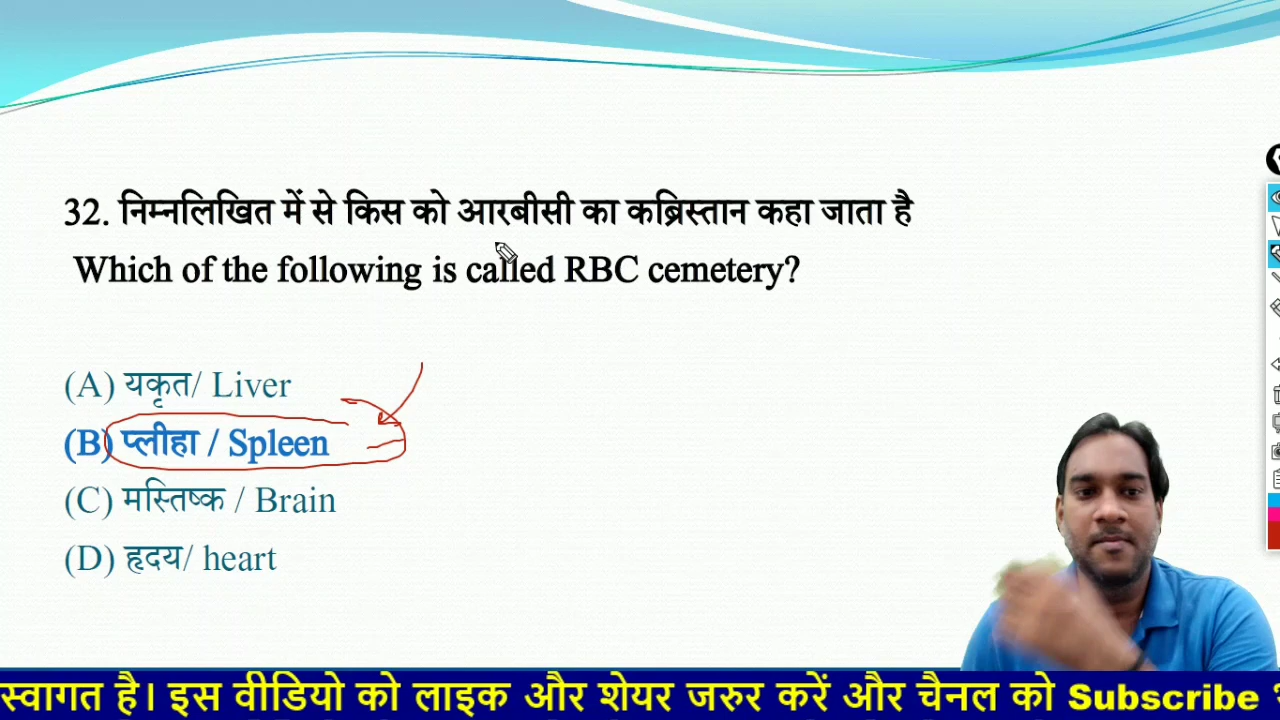 32. निम्नलिखित में से किस को आरबीसी का कब्रिस्तान कहा जाता है
Which of the following is called RBC cemetery?
(A) यकृत/ Liver
(B) प्लीहा / Spleen
(C) मस्तिष्क / Brain
(D) हृदय/ heart
स्वागत है। इस वीडियो को लाइक और शेयर जरुर करें और चैनल को Subscribe